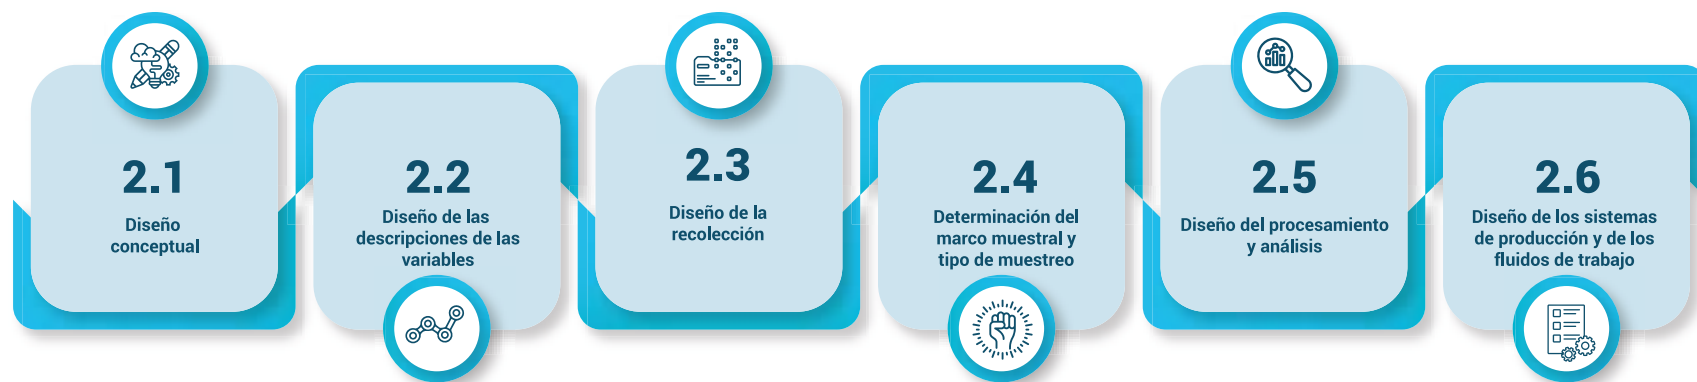 2.1
Diseño
conceptual
2.2
Diseño de las
descripciones de las
variables
2.3
Diseño de la
recolección
2.4
Determinación del
marco muestral y
tipo de muestreo
2.5
Diseño del procesamiento
y análisis
2.6
Diseño de los sistemas
de producción y de los
fluidos de trabajo